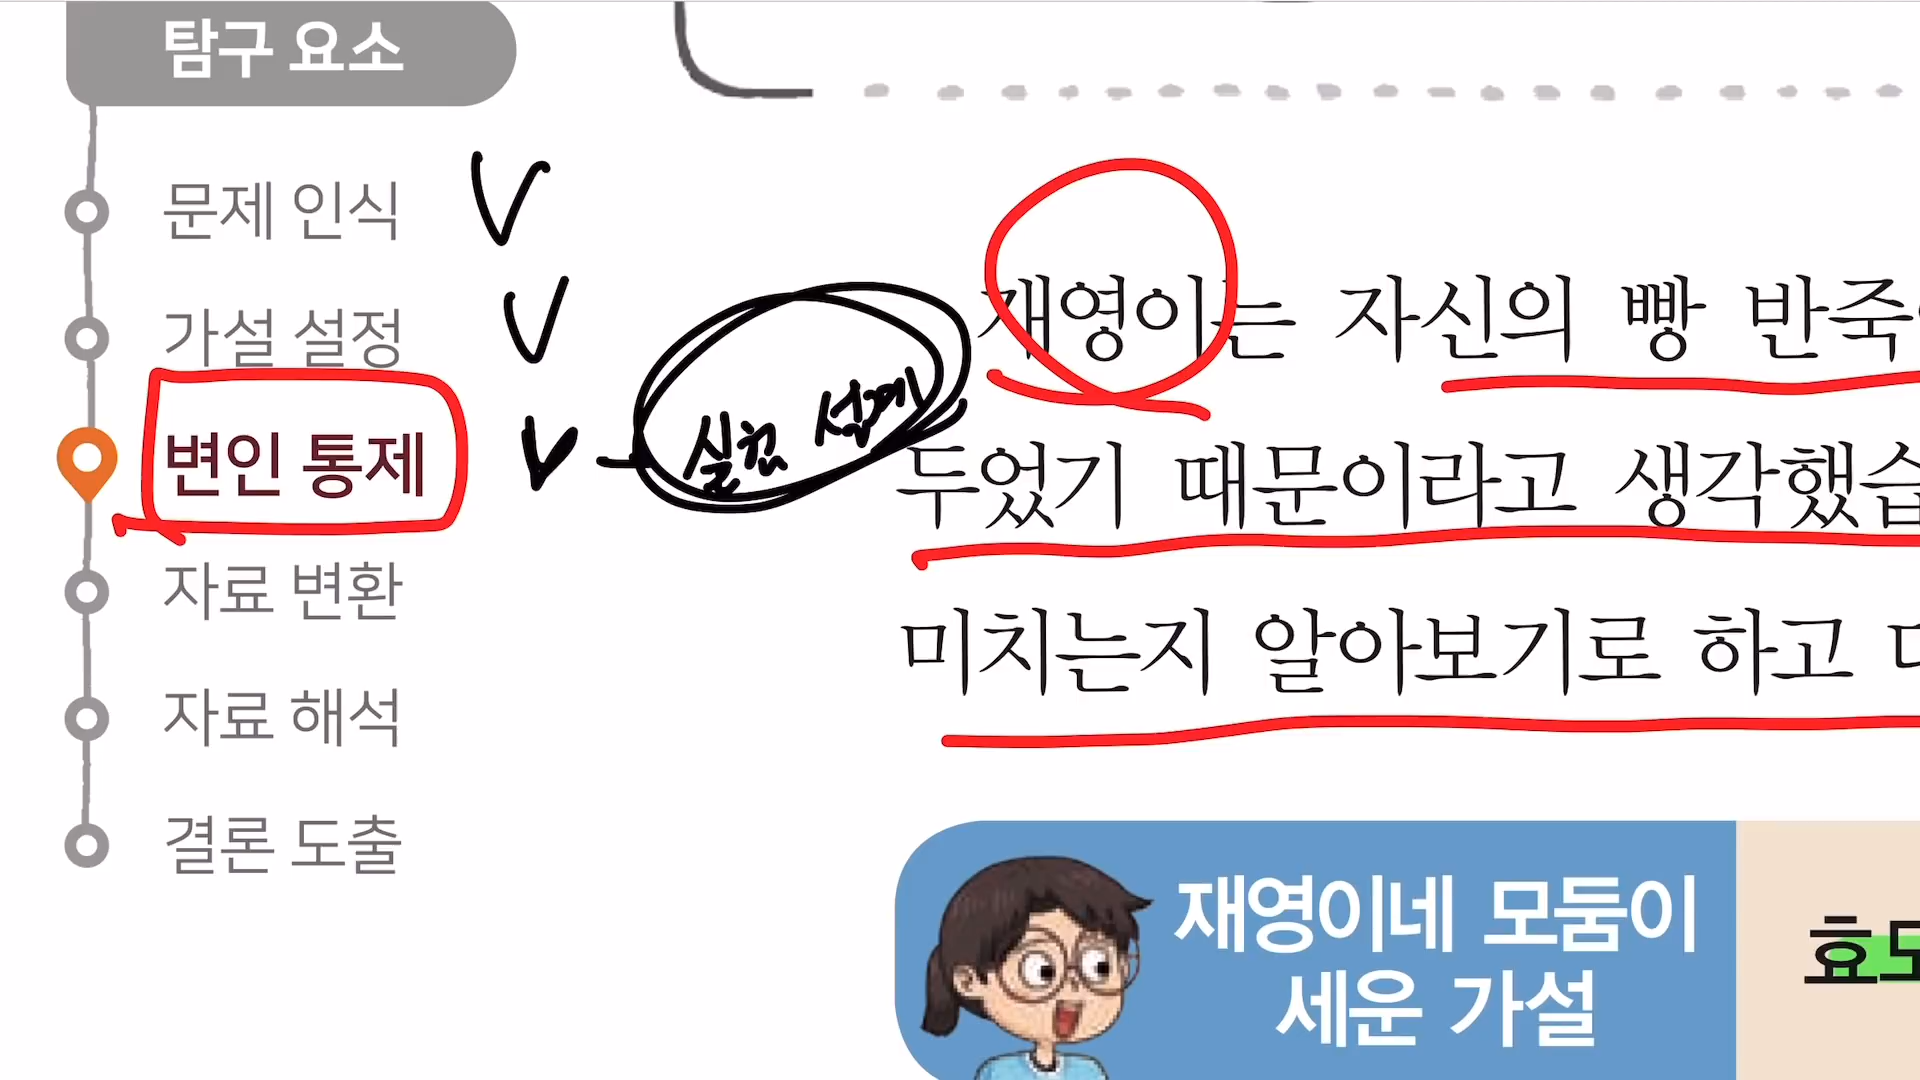 탐구 요소
문제 인식
가설 설정
변인 통제
자료 변환
자료 해석
결론 도출
실험 설계
재영이는 자신의 빵 반죽
두었기 때문이라고 생각했습
미치는지 알아보기로 하고
재영이네 모둠이
세운 가설
효모